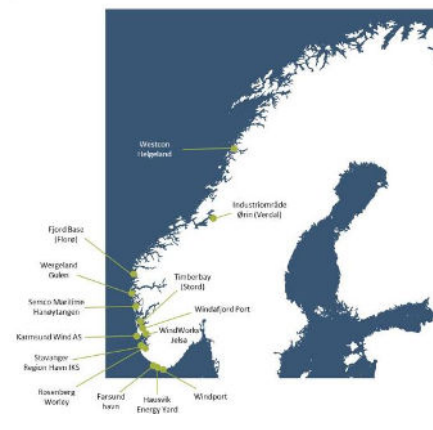 Westcon
Helgeland
Industriområde
Ørin (Verdal)
Fjord Base
(Florø)
Wergeland
Gulen
Timberbay
(Stord)
Semco Maritime
Hanøytangen
Windafjord Port
Karmsund Wind AS
WindWorks
Jelsa
Stavanger
Region Havn IKS
Rosenberg
Worley
Farsund
havn
Hausvik
Energy Yard
Windport